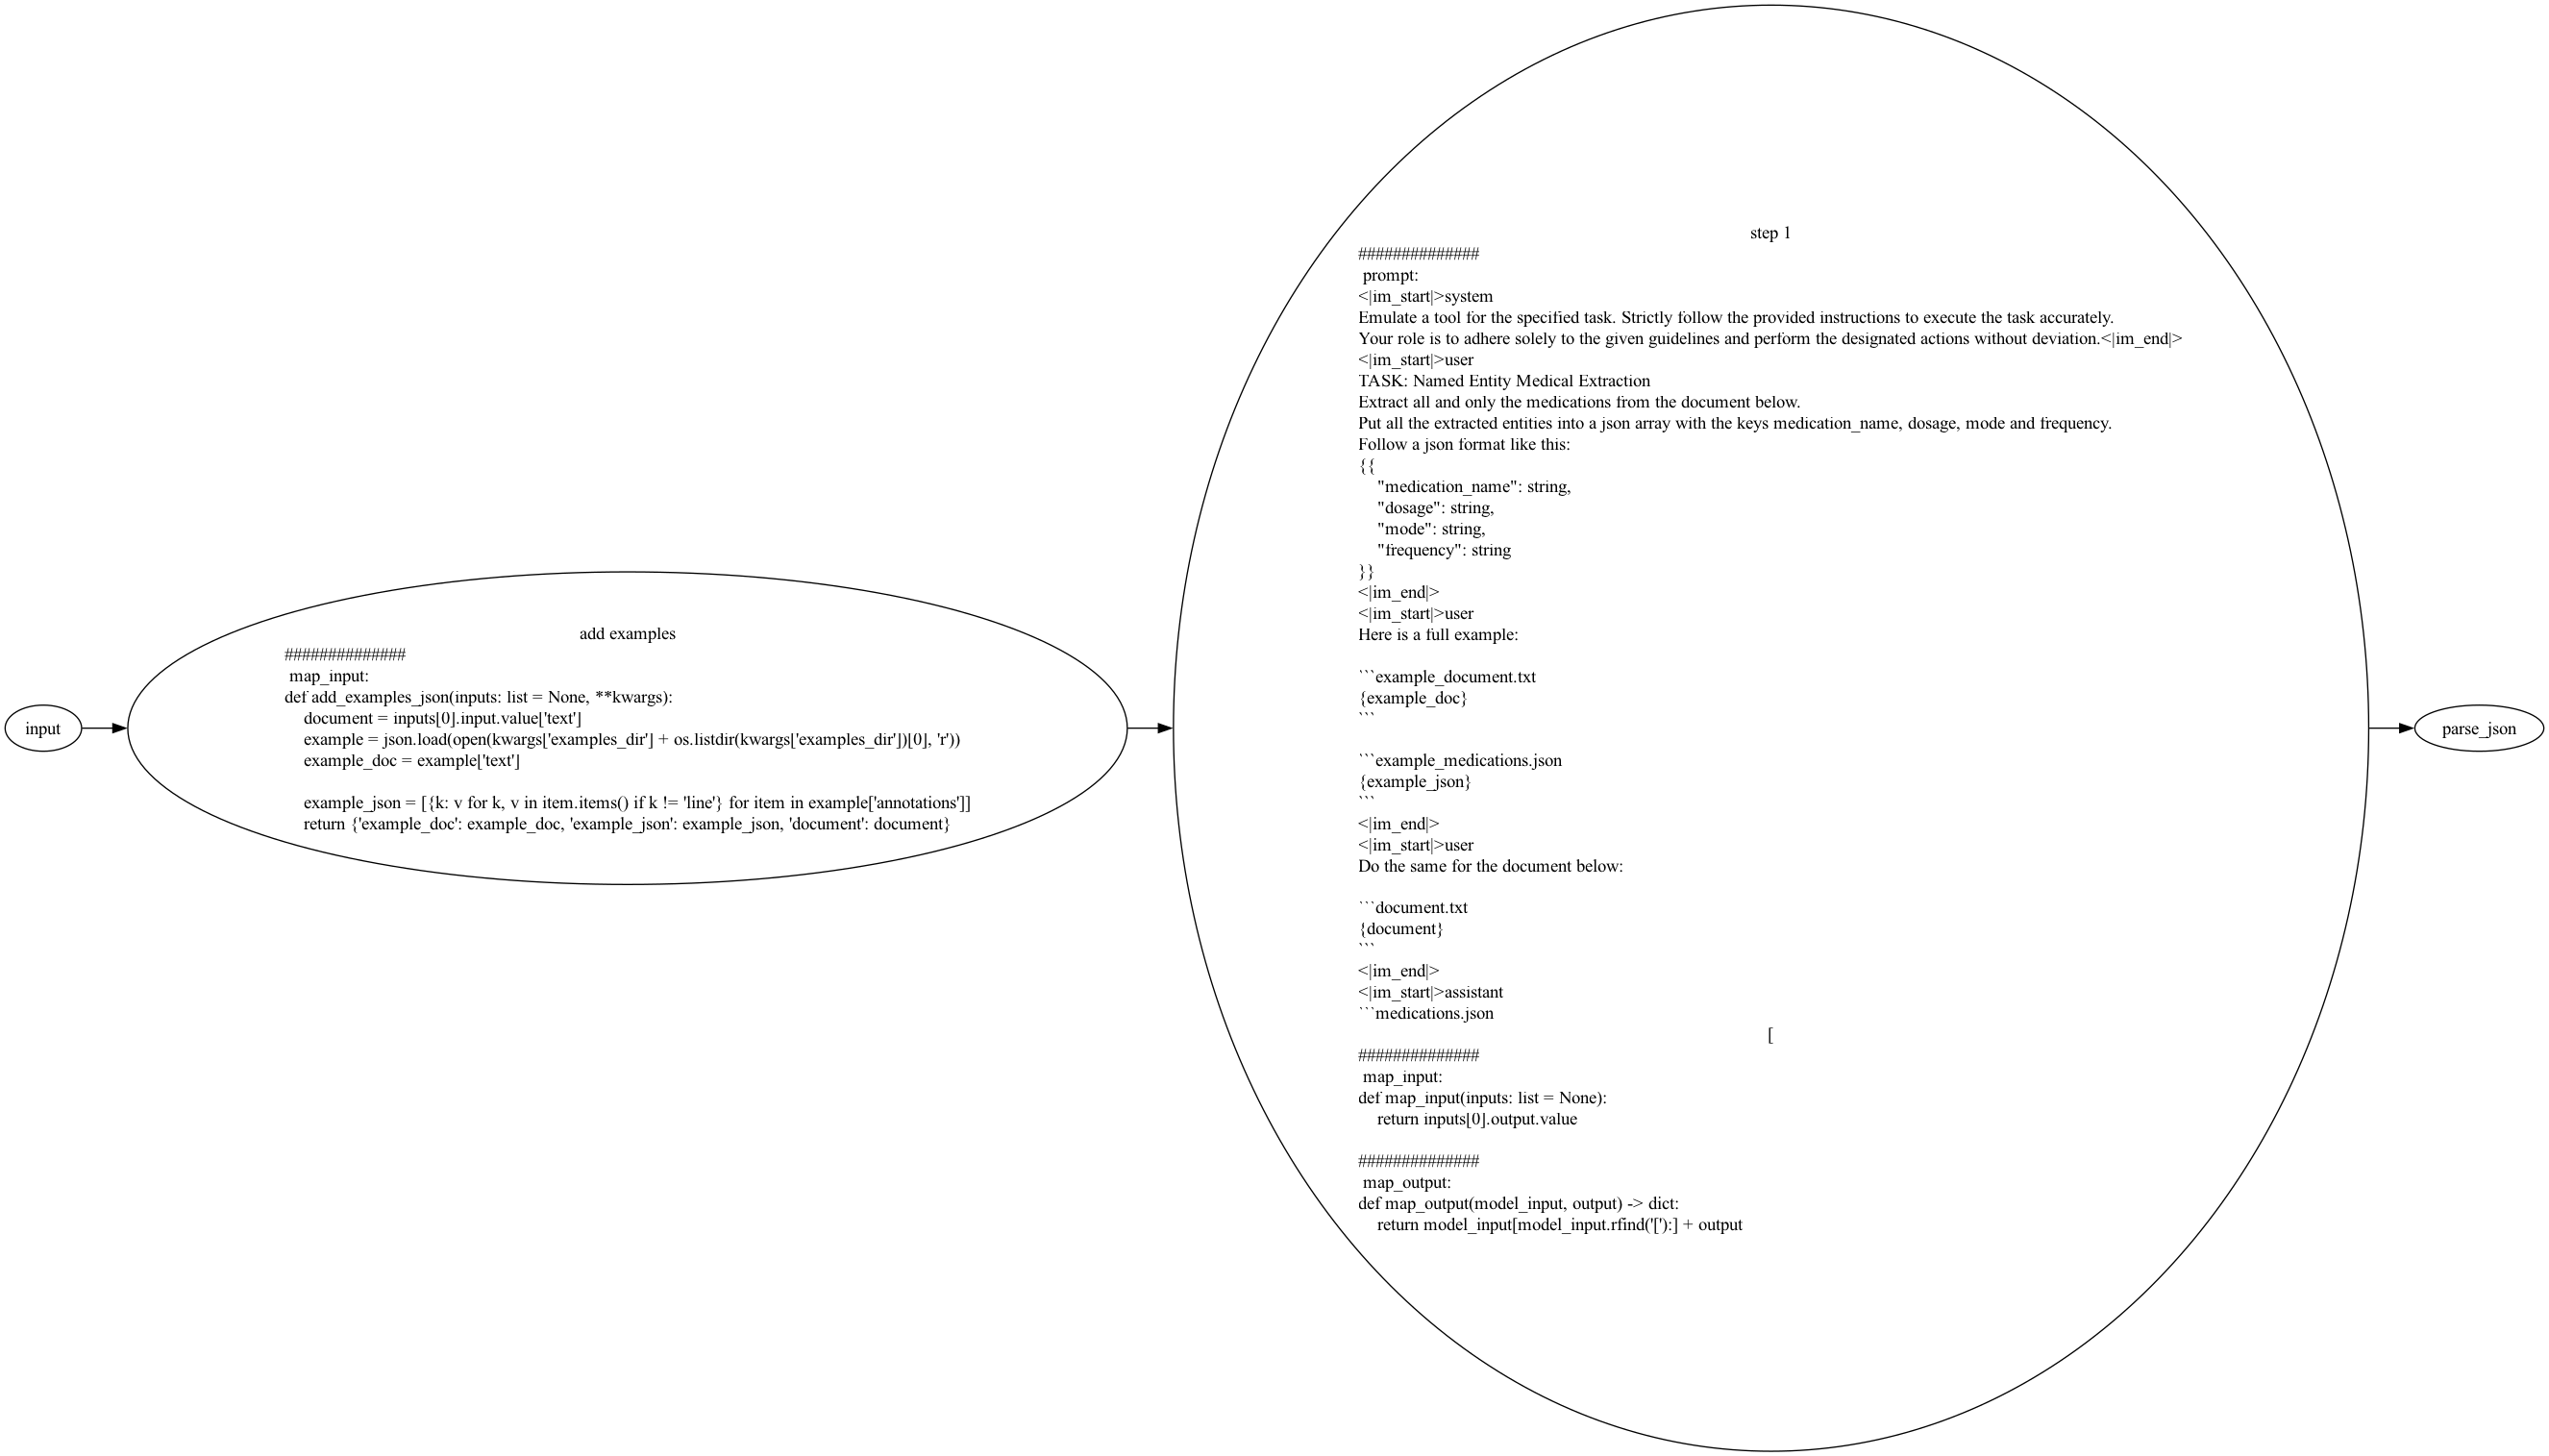 input
add examples
##############
map_input:
def add_examples_json(inputs: list = None, **kwargs):
    document = inputs[0].input.value['text']
    example = json.load(open(kwargs['examples_dir'] + os.listdir(kwargs['examples_dir'])[0], 'r'))
    example_doc = example['text']

    example_json = [{k: v for k, v in item.items() if k != 'line'} for item in example['annotations']]
    return {'example_doc': example_doc, 'example_json': example_json, 'document': document}
step 1
##############
prompt:
<|im_start|>system
Emulate a tool for the specified task. Strictly follow the provided instructions to execute the task accurately.
Your role is to adhere solely to the given guidelines and perform the designated actions without deviation.<|im_end|>
<|im_start|>user
TASK: Named Entity Medical Extraction
Extract all and only the medications from the document below.
Put all the extracted entities into a json array with the keys medication_name, dosage, mode and frequency.
Follow a json format like this:
{{
    "medication_name": string,
    "dosage": string,
    "mode": string,
    "frequency": string
}}
<|im_end|>
<|im_start|>user
Here is a full example:

```example_document.txt
{example_doc}
```

```example_medications.json
{example_json}
```
<|im_end|>
<|im_start|>user
Do the same for the document below:

```document.txt
{document}
```
<|im_end|>
<|im_start|>assistant
```medications.json
[
##############
map_input:
def map_input(inputs: list = None):
    return inputs[0].output.value

##############
map_output:
def map_output(model_input, output) -> dict:
    return model_input[model_input.rfind('['):] + output
parse_json